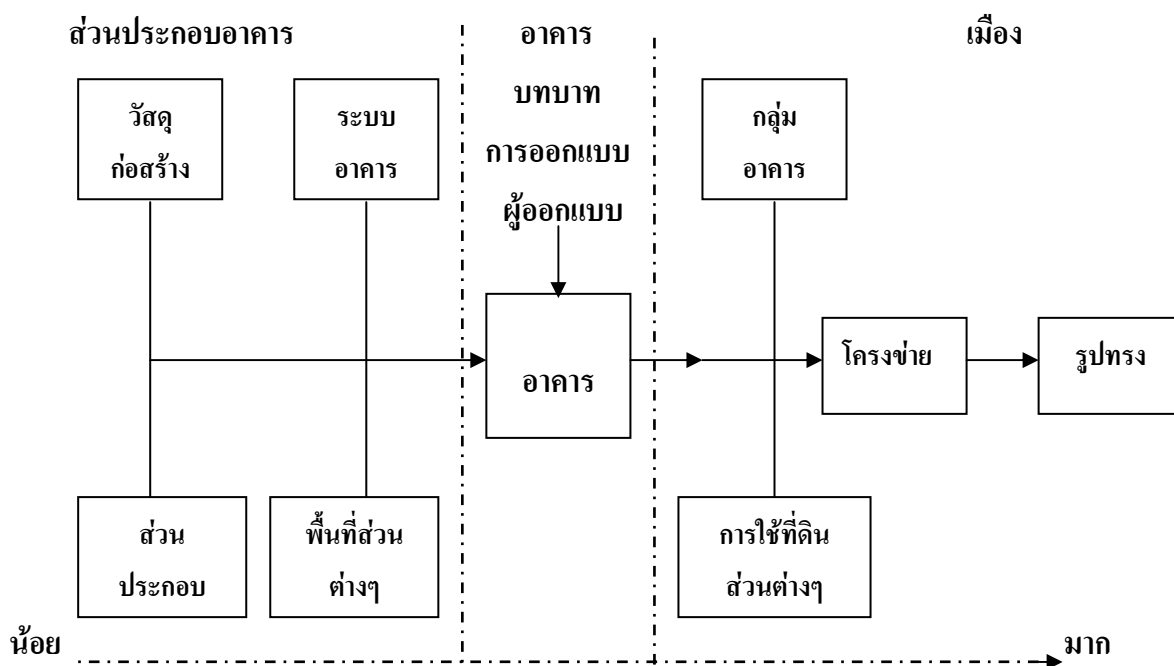 ส่วนประกอบอาคาร
อาคาร
เมือง
วัสดุ
ก่อสร้าง
ระบบ
อาคาร
บทบาท
การออกแบบ
ผู้ออกแบบ
กลุ่ม
อาคาร
อาคาร
โครงข่าย
รูปทรง
ส่วน
ประกอบ
พื้นที่ส่วน
ต่างๆ
การใช้ที่ดิน
ส่วนต่างๆ
น้อย
มาก